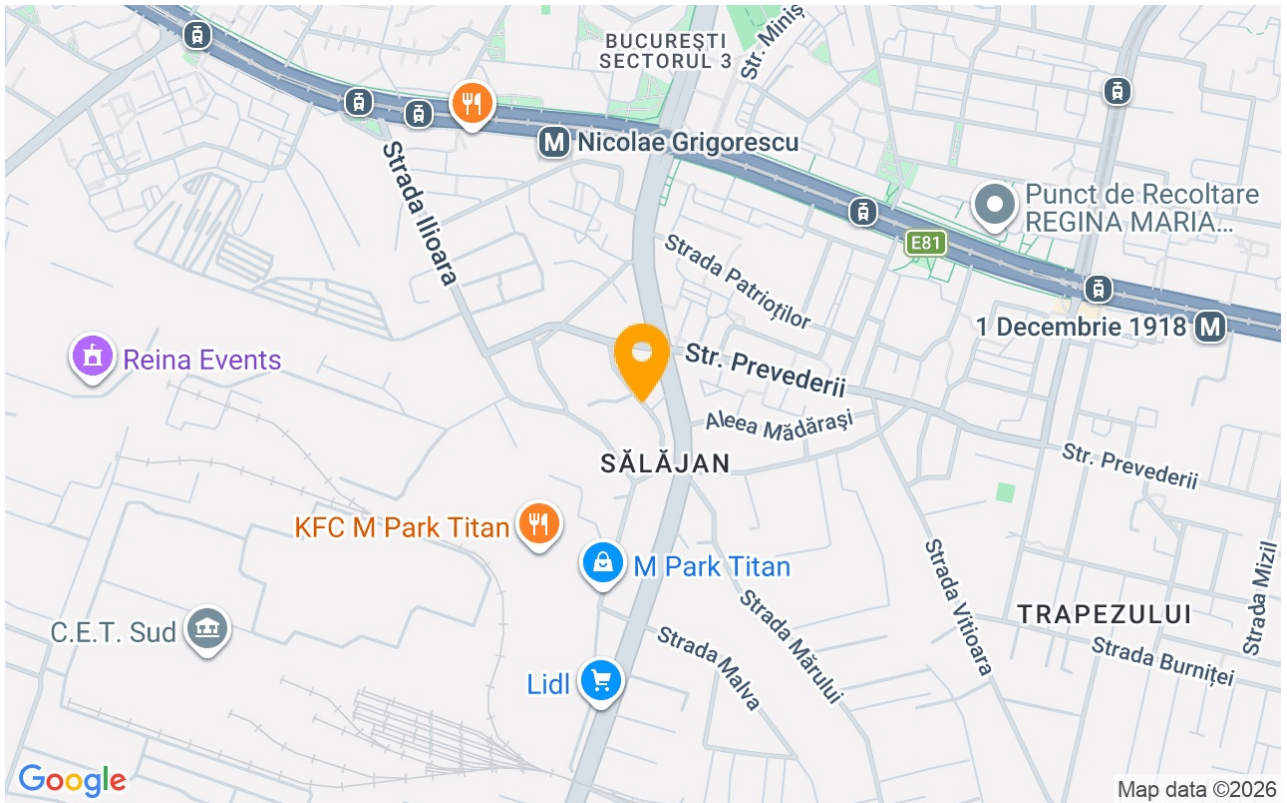 BUCUREȘTI
SECTORUL 3
Str. Miniș
Nicolae Grigorescu
Strada Ilioara
Punct de Recoltare
REGINA MARIA...
E81
Strada Patrioților
1 Decembrie 1918
Reina Events
Str. Prevederii
Aleea Mădărași
SĂLĂJAN
Str. Prevederii
KFC M Park Titan
M Park Titan
Strada Vitioara
Strada Mizil
TRAPEZULUI
C.E.T. Sud
Strada Mărului
Strada Malva
Strada Burniței
Lidl
Google
Map data ©2026